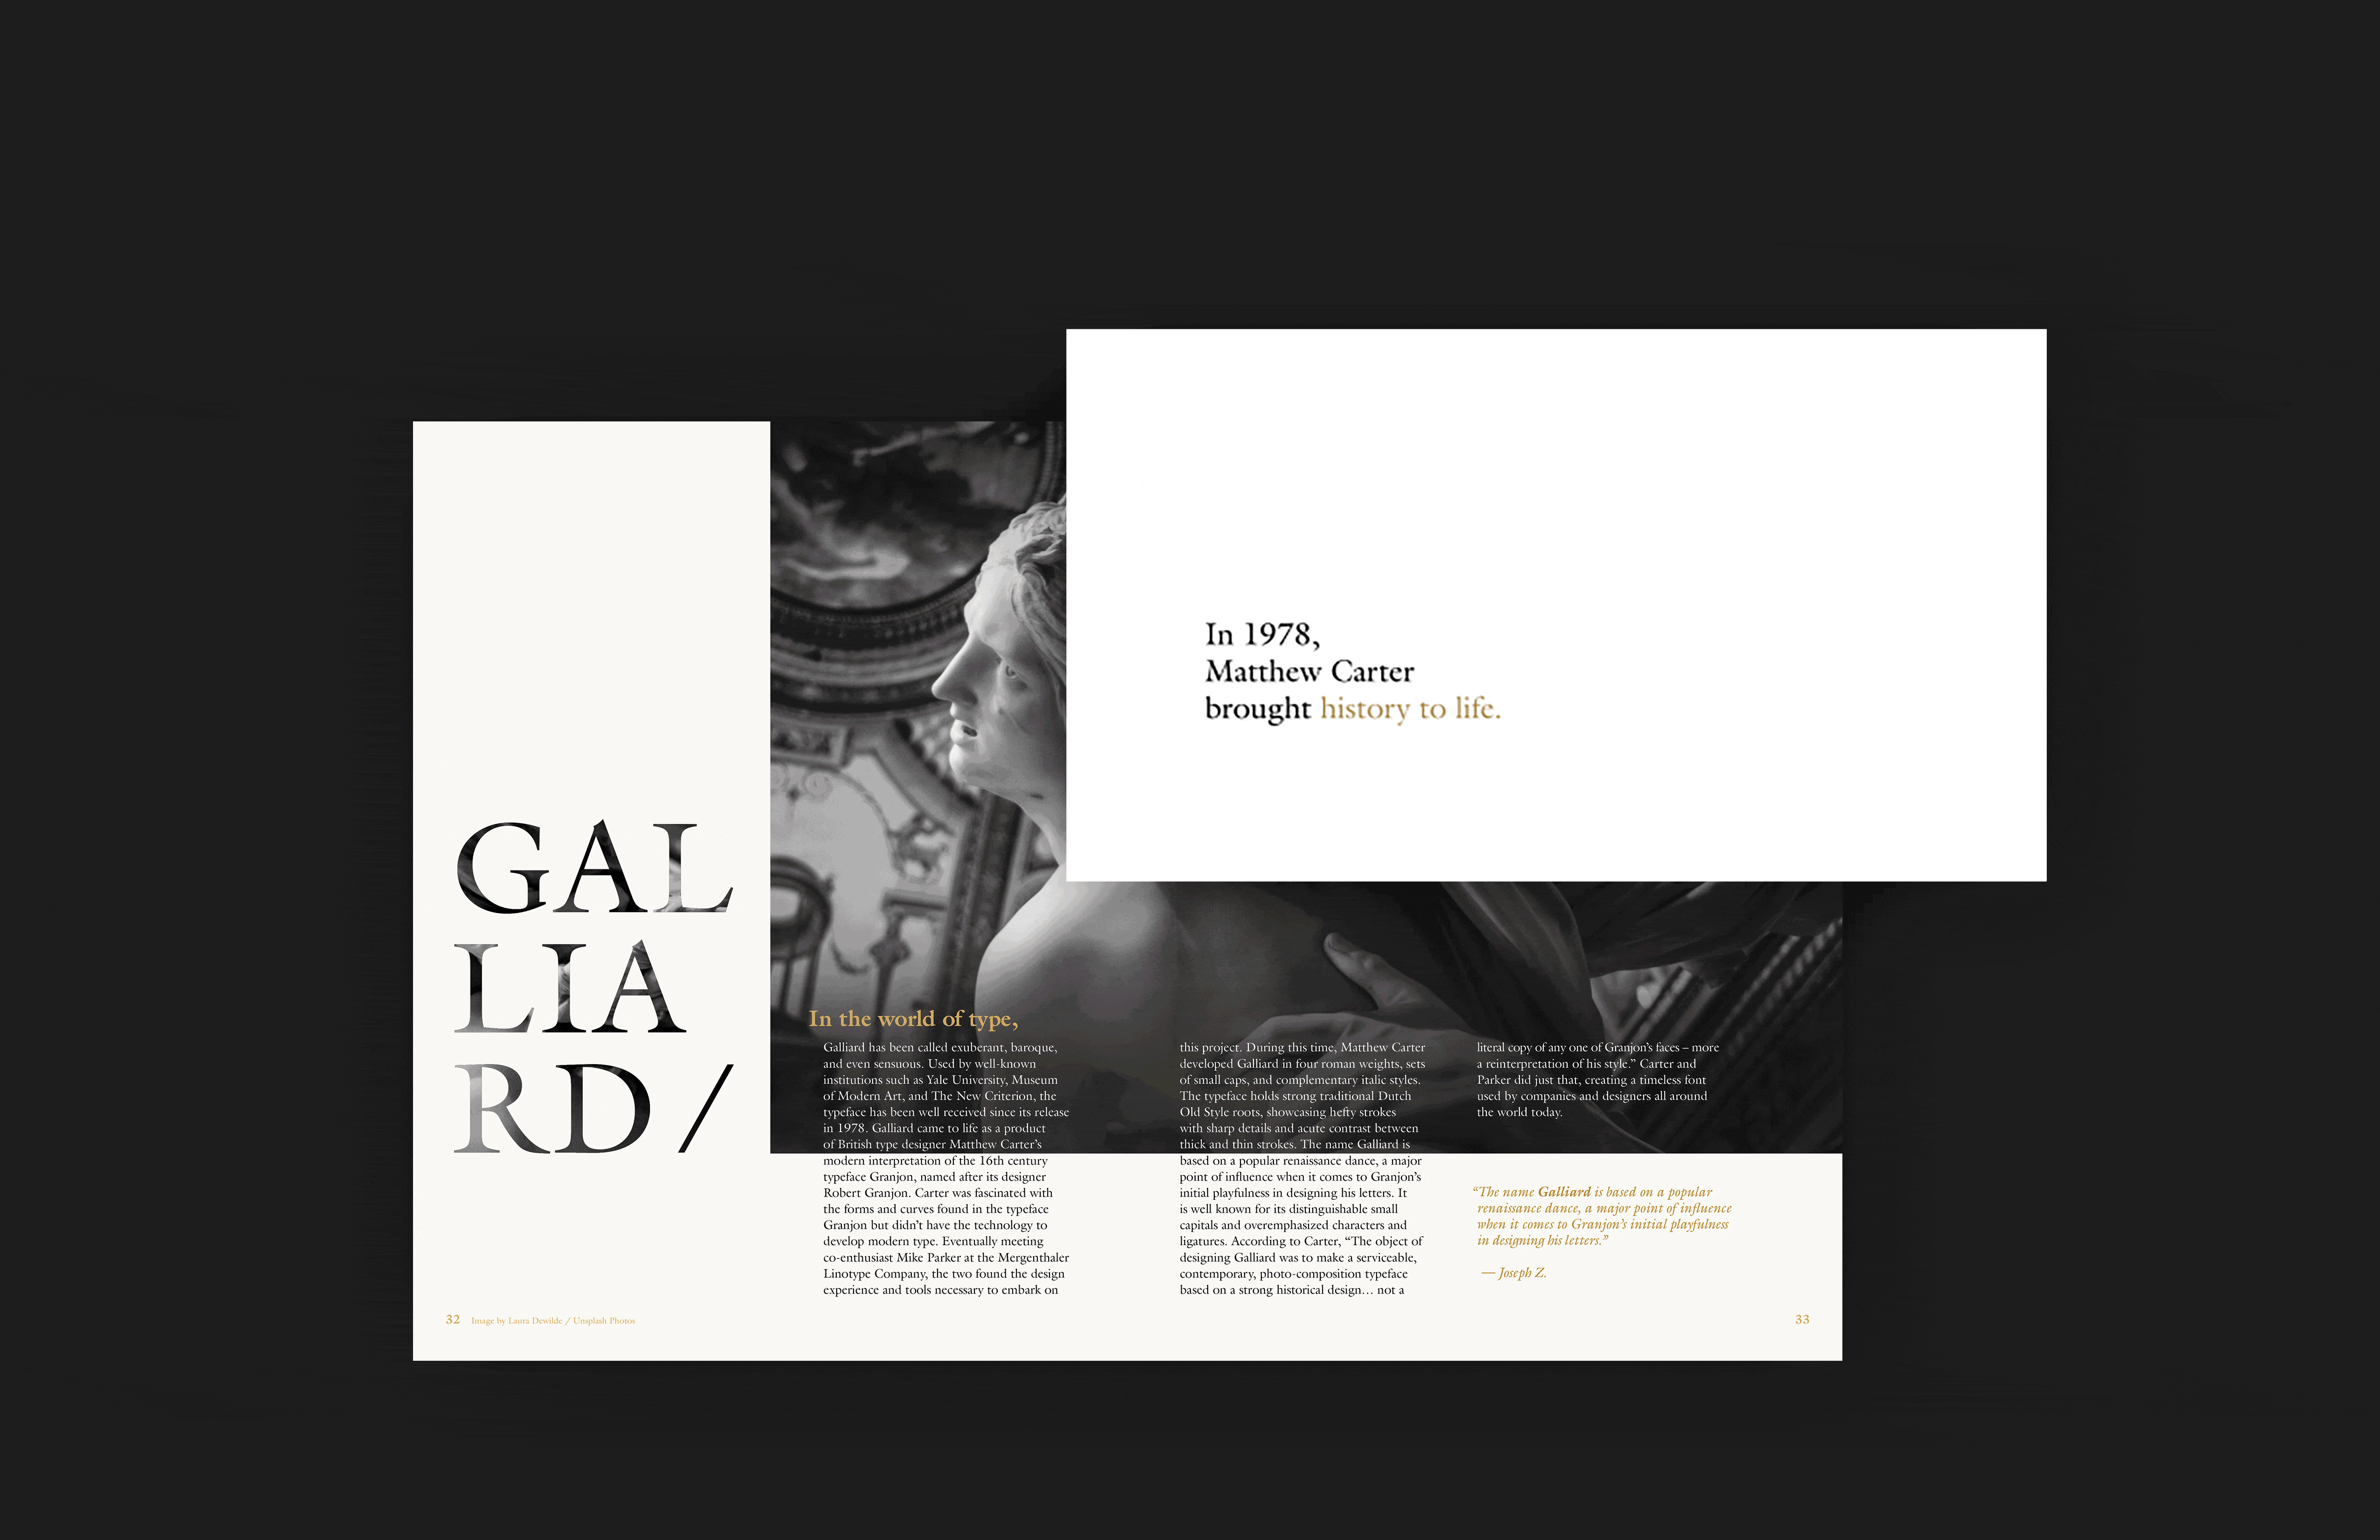 GAL
LIA
RD /
In 1978,
Matthew Carter
brought history to life.
In the world of type,
Galliard has been called exuberant, baroque,
and even sensuous. Used by well-known
institutions such as Yale University, Museum
of Modern Art, and The New Criterion, the
typeface has been well received since its release
in 1978. Galliard came to life as a product
of British type designer Matthew Carter’s
modern interpretation of the 16th century
typeface Granjon, named after its designer
Robert Granjon. Carter was fascinated with
the forms and curves found in the typeface
Granjon but didn’t have the technology to
develop modern type. Eventually meeting
co-enthusiast Mike Parker at the Mergenthaler
Linotype Company, the two found the design
experience and tools necessary to embark on
this project. During this time, Matthew Carter
developed Galliard in four roman weights, sets
of small caps, and complementary italic styles.
The typeface holds strong traditional Dutch
Old Style roots, showcasing hefty strokes
with sharp details and acute contrast between
thick and thin strokes. The name Galliard is
based on a popular renaissance dance, a major
point of influence when it comes to Granjon’s
initial playfulness in designing his letters. It
is well known for its distinguishable small
capitals and overemphasized characters and
ligatures. According to Carter, “The object of
designing Galliard was to make a serviceable,
contemporary, photo-composition typeface
based on a strong historical design… not a
literal copy of any one of Granjon’s faces – more
a reinterpretation of his style.” Carter and
Parker did just that, creating a timeless font
used by companies and designers all around
the world today.
“The name Galliard is based on a popular
renaissance dance, a major point of influence
when it comes to Granjon’s initial playfulness
in designing his letters.”
— Joseph Z.
32 Image by Laura Dewilde / Unsplash Photos
33